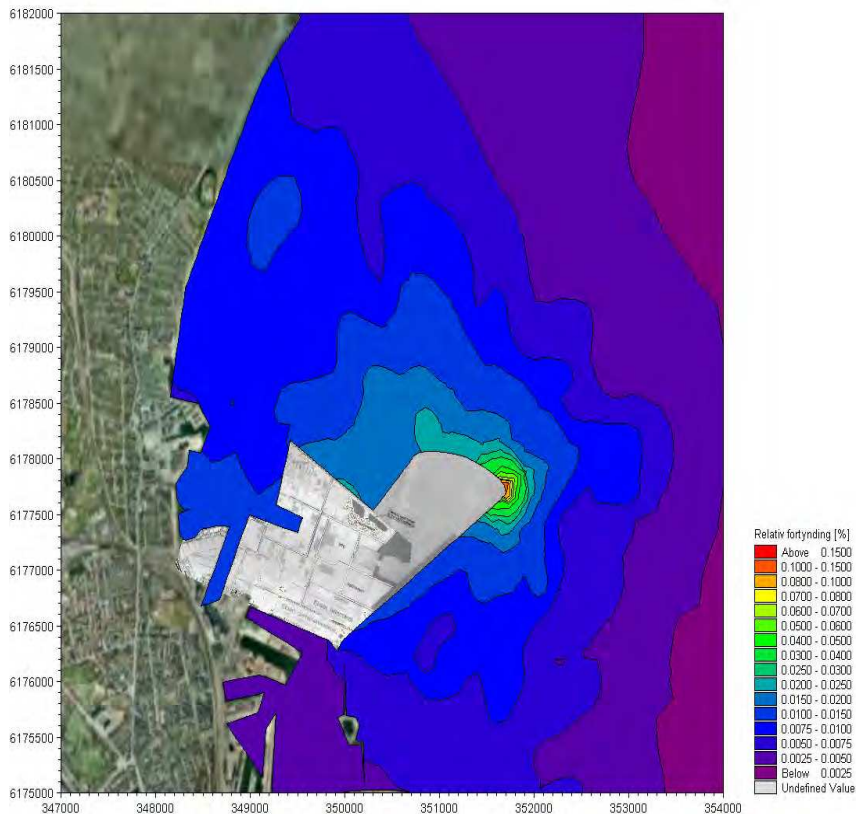 6182000
6181500
6181000
6180500
6180000
6179500
6179000
6178500
6178000
6177500
6177000
6176500
6176000
6175500
6175000
347000 348000 349000 350000 351000 352000 353000 354000
Relativ fortynding [%]
Above 0.1500
0.1000 - 0.1500
0.0800 - 0.1000
0.0700 - 0.0800
0.0600 - 0.0700
0.0500 - 0.0600
0.0400 - 0.0500
0.0300 - 0.0400
0.0250 - 0.0300
0.0200 - 0.0250
0.0150 - 0.0200
0.0100 - 0.0150
0.0075 - 0.0100
0.0050 - 0.0075
0.0025 - 0.0050
Below 0.0025
Undefined Value